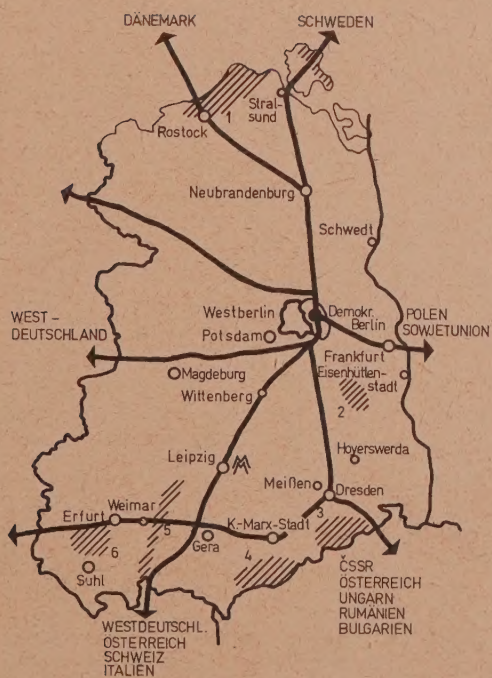 DÄNEMARK
SCHWEDEN
Stral-
sund
1
Rostock
Neubrandenburg
Schwedt
WEST-
DEUTSCHLAND
Westberlin
Demokr.
Berlin
POLEN
SOWJETUNION
Potsdam
Frankfurt
Magdeburg
Eisenhütten-
stadt
Wittenberg
2
Hoyerswerda
Leipzig
Meißen
Dresden
Weimar
Erfurt
5
K.-Marx-Stadt
3
Gera
4
6
Suhl
ČSSR
ÖSTERREICH
UNGARN
RUMÄNIEN
BULGARIEN
WESTDEUTSCHL.
ÖSTERREICH
SCHWEIZ
ITALIEN